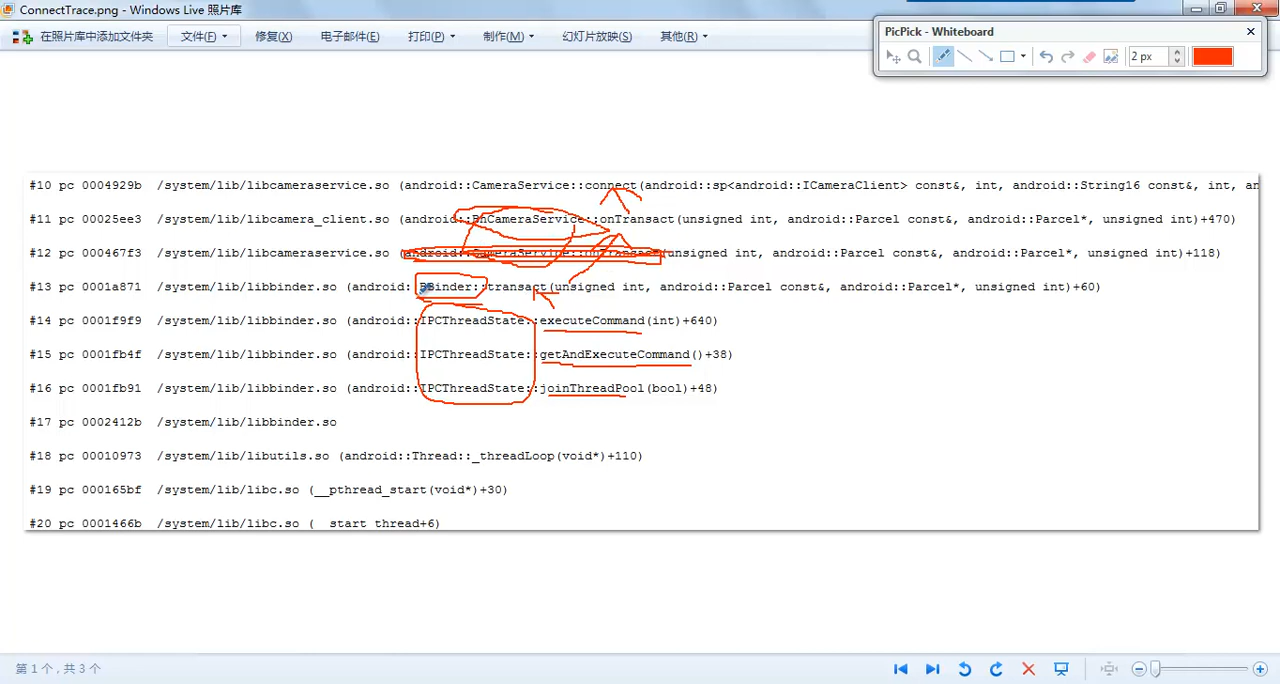 ConnectTrace.png - Windows Live 照片库
在照片库中添加文件夹 文件(F) 修复(X) 电子邮件(E) 打印(P) 制作(M) 幻灯片放映(S) 其他(R)
PicPick - Whiteboard
2 px
#10 pc 0004929b /system/lib/libcameraservice.so (android::CameraService::connect(android::sp<android::ICameraClient> const&, int, android::String16 const&, int, an
#11 pc 00025ee3 /system/lib/libcamera_client.so (android::BnCameraService::onTransact(unsigned int, android::Parcel const&, android::Parcel*, unsigned int)+470)
#12 pc 000467f3 /system/lib/libcameraservice.so (android::CameraService::onTransact(unsigned int, android::Parcel const&, android::Parcel*, unsigned int)+118)
#13 pc 0001a871 /system/lib/libbinder.so (android::BBinder::transact(unsigned int, android::Parcel const&, android::Parcel*, unsigned int)+60)
#14 pc 0001f9f9 /system/lib/libbinder.so (android::IPCThreadState::executeCommand(int)+640)
#15 pc 0001fb4f /system/lib/libbinder.so (android::IPCThreadState::getAndExecuteCommand()+38)
#16 pc 0001fb91 /system/lib/libbinder.so (android::IPCThreadState::joinThreadPool(bool)+48)
#17 pc 0002412b /system/lib/libbinder.so
#18 pc 00010973 /system/lib/libutils.so (android::Thread::_threadLoop(void*)+110)
#19 pc 000165bf /system/lib/libc.so (__pthread_start(void*)+30)
#20 pc 0001466b /system/lib/libc.so (__start_thread+6)
第 1 个，共 3 个